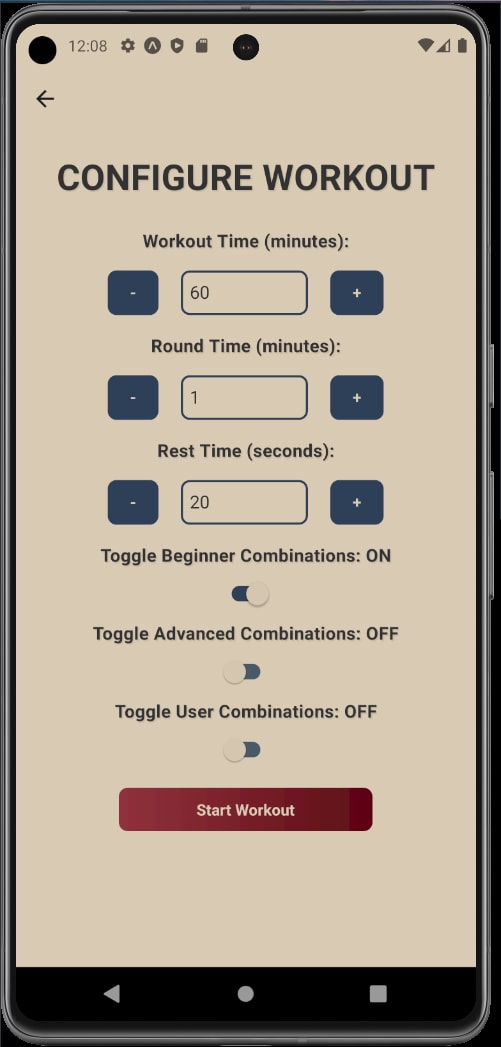 12:08
CONFIGURE WORKOUT
Workout Time (minutes):
- 60 +
Round Time (minutes):
- 1 +
Rest Time (seconds):
- 20 +
Toggle Beginner Combinations: ON
Toggle Advanced Combinations: OFF
Toggle User Combinations: OFF
Start Workout